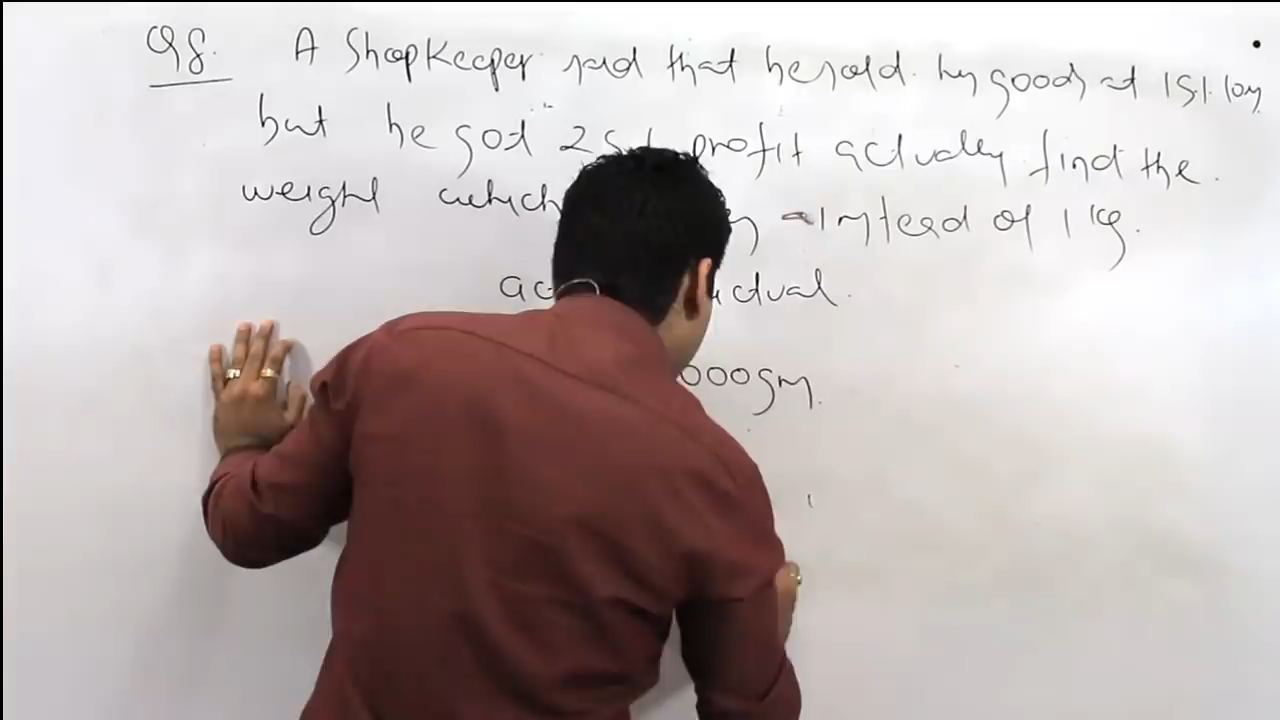 Q8. A Shopkeeper said that he sold his goods at 15% loss
but he got 25% profit actually find the
weight which instead of 1 kg.
actual.
000gm.